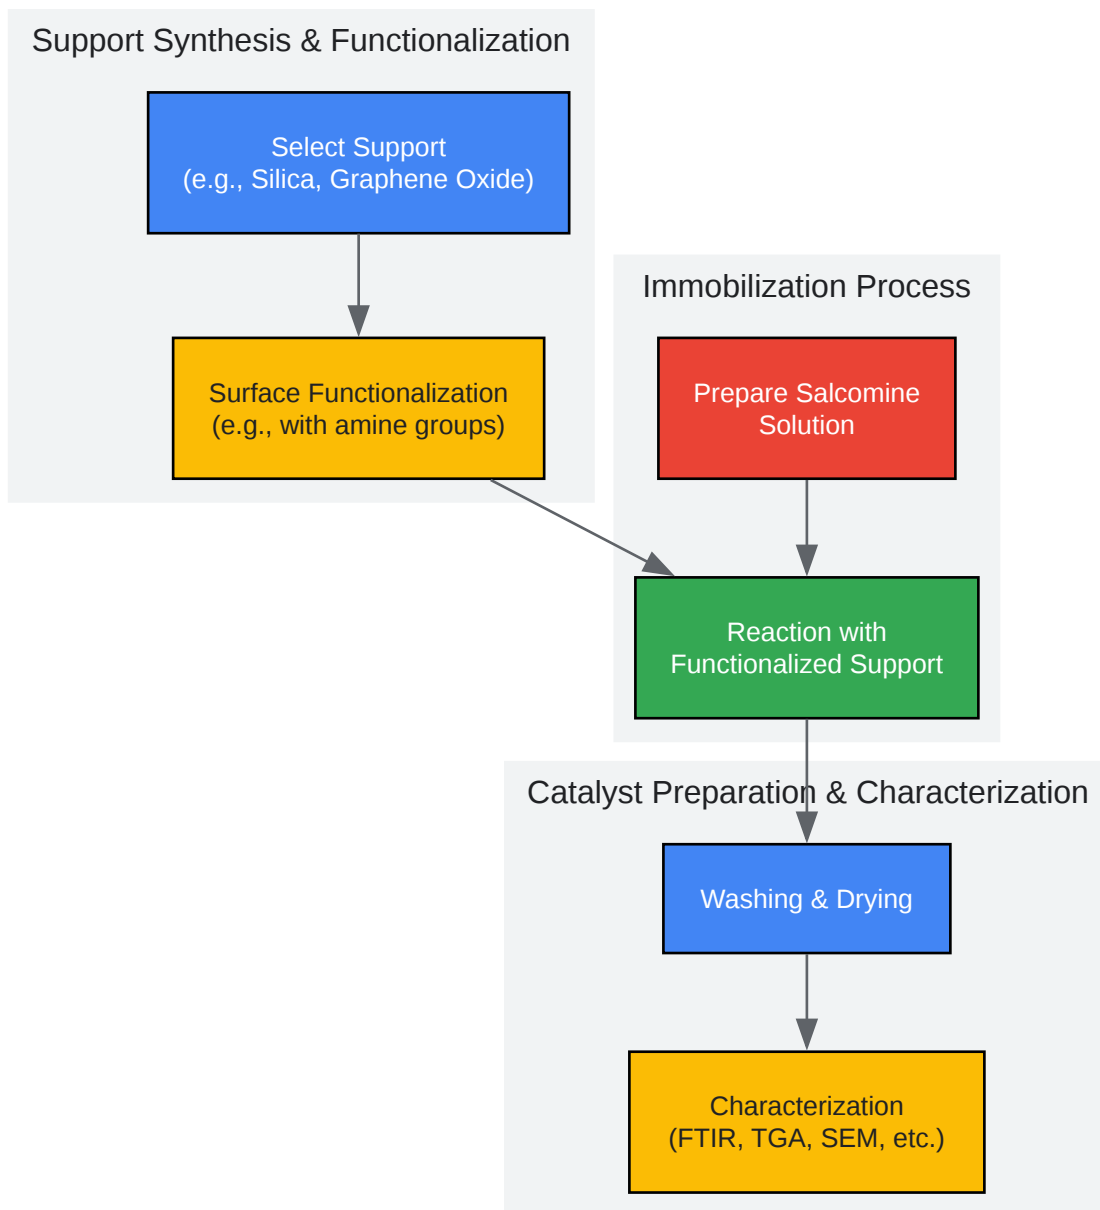 Support Synthesis & Functionalization
Select Support
(e.g., Silica, Graphene Oxide)
Surface Functionalization
(e.g., with amine groups)
Immobilization Process
Prepare Salcomine
Solution
Reaction with
Functionalized Support
Catalyst Preparation & Characterization
Washing & Drying
Characterization
(FTIR, TGA, SEM, etc.)